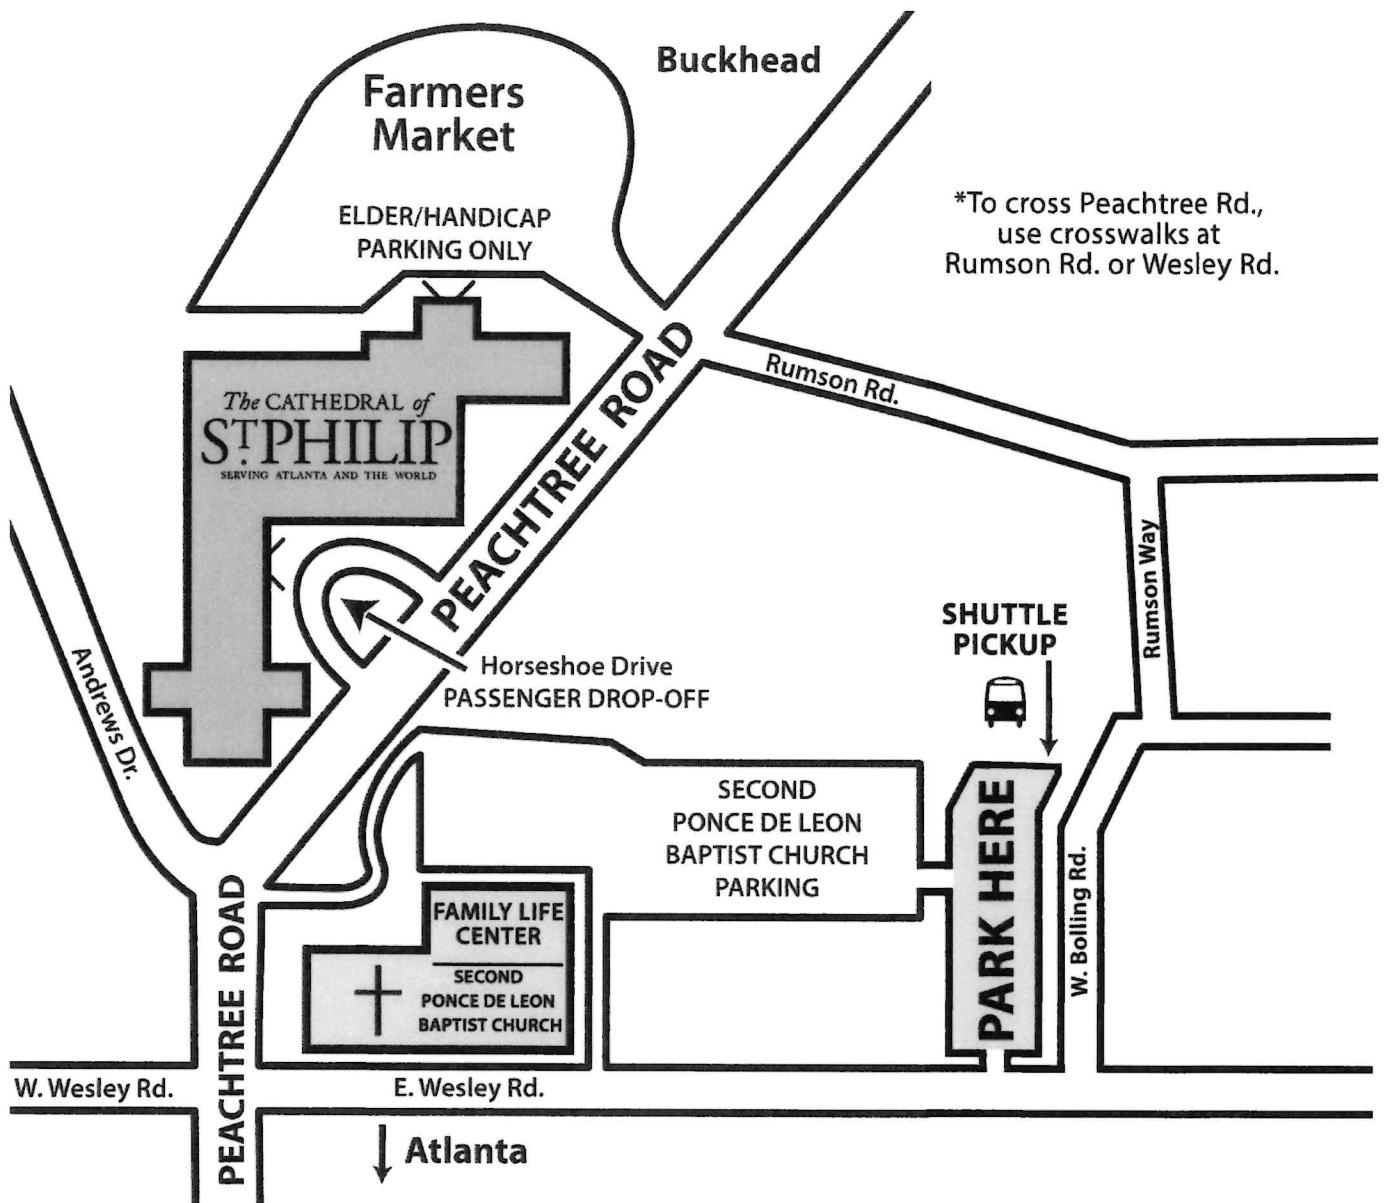 Buckhead
Farmers
Market
ELDER/HANDICAP
PARKING ONLY
*To cross Peachtree Rd.,
use crosswalks at
Rumson Rd. or Wesley Rd.
PEACHTREE ROAD
Rumson Rd.
The CATHEDRAL of
ST. PHILIP
SERVING ATLANTA AND THE WORLD
Rumson Way
SHUTTLE
PICKUP
Horseshoe Drive
PASSENGER DROP-OFF
Andrews Dr.
SECOND
PONCE DE LEON
BAPTIST CHURCH
PARKING
PARK HERE
W. Bolling Rd.
FAMILY LIFE
CENTER
SECOND
PONCE DE LEON
BAPTIST CHURCH
PEACHTREE ROAD
W. Wesley Rd.
E. Wesley Rd.
Atlanta